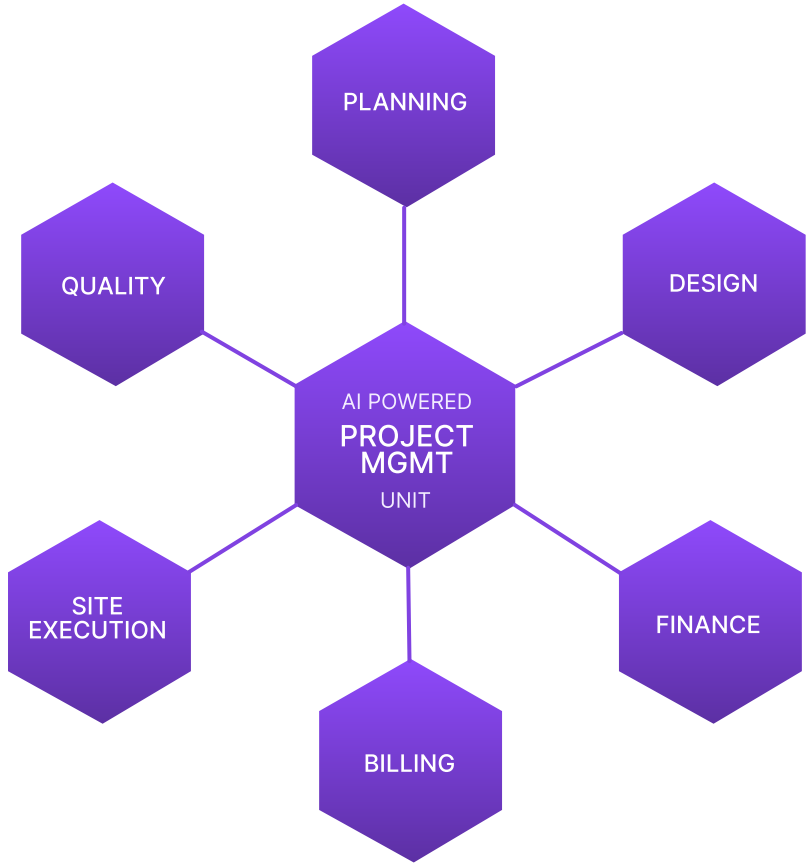 PLANNING
QUALITY
DESIGN
AI POWERED
PROJECT
MGMT
UNIT
SITE
EXECUTION
FINANCE
BILLING